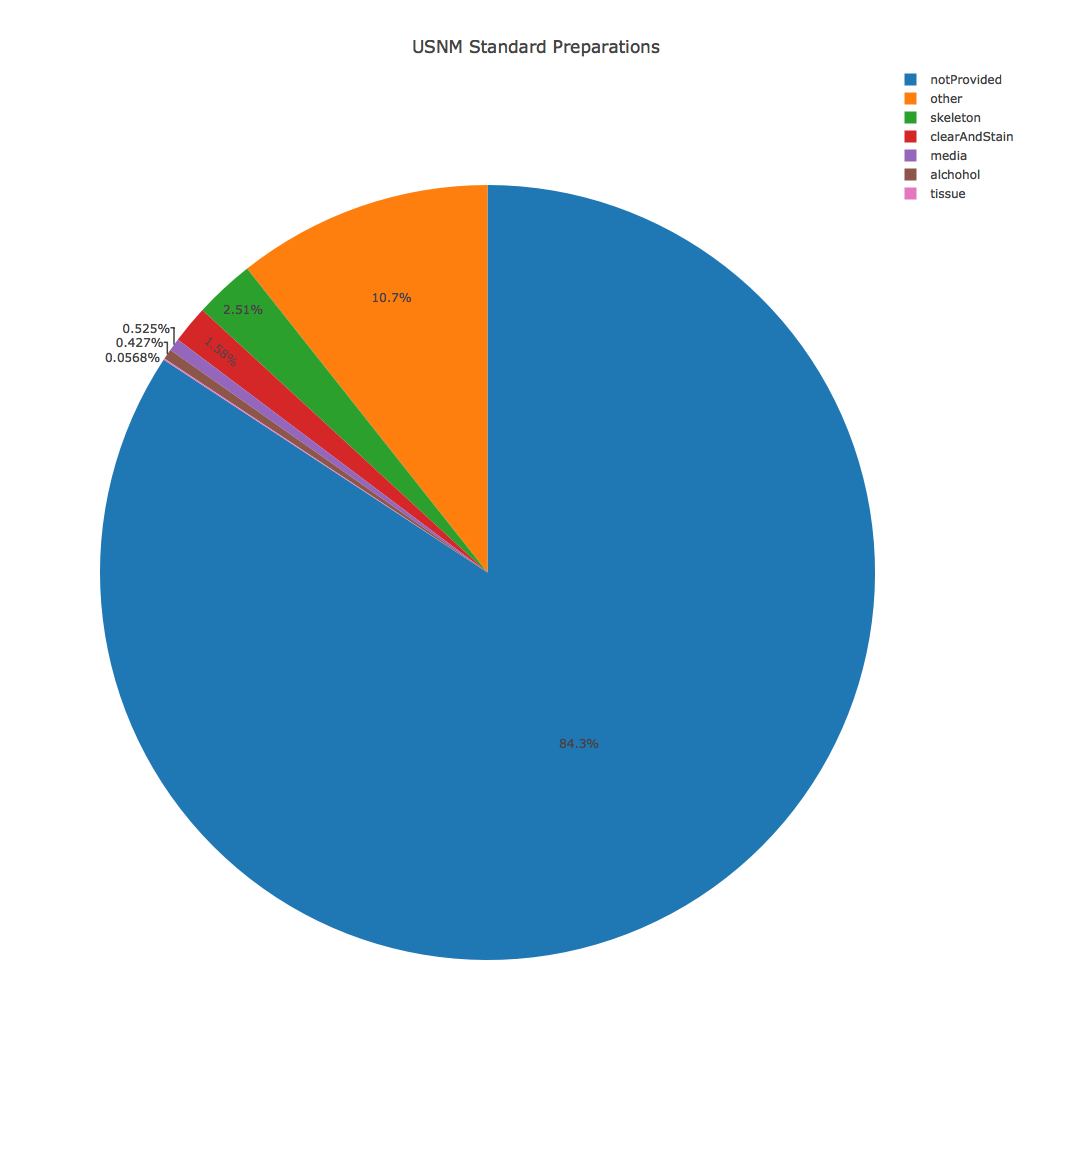 USNM Standard Preparations
notProvided
other
skeleton
clearAndStain
media
alchohol
tissue
10.7%
2.51%
1.58%
0.525%
0.427%
0.0568%
84.3%